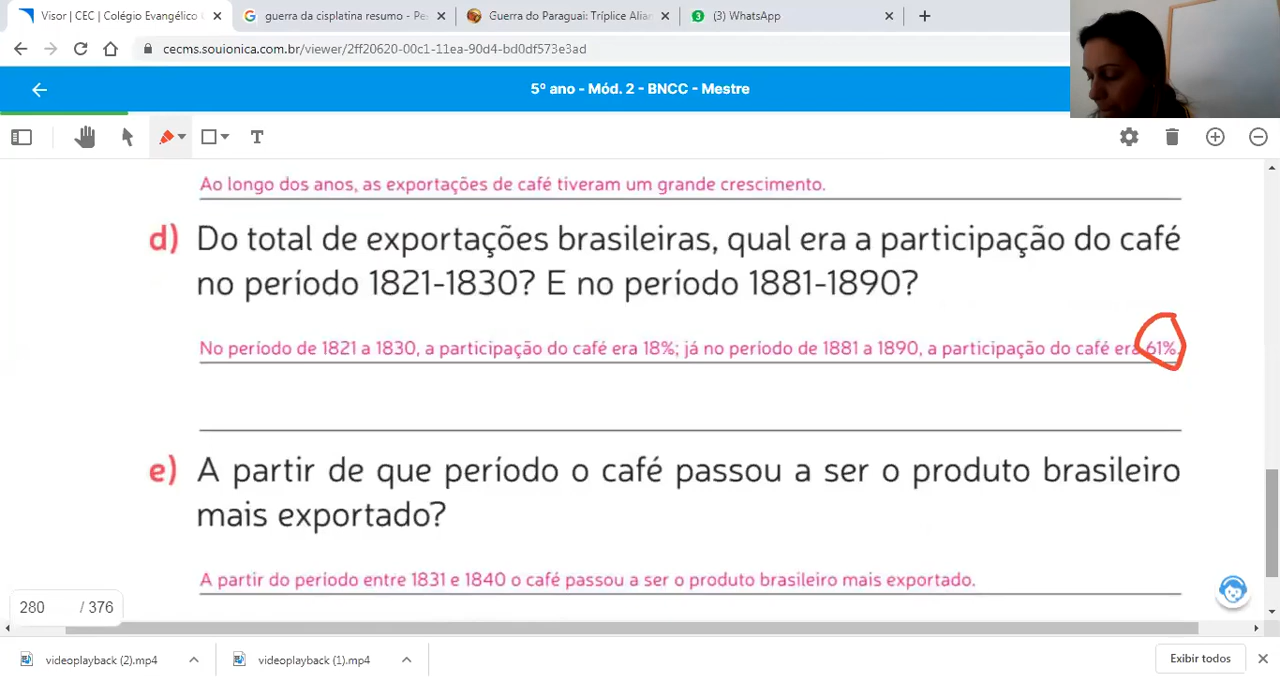 Visor | CEC | Colégio Evangélico
guerra da cisplatina resumo - Pe
Guerra do Paraguai: Tríplice Alian
(3) WhatsApp
cecms.souionica.com.br/viewer/2ff20620-00c1-11ea-90d4-bd0df573e3ad
5º ano - Mód. 2 - BNCC - Mestre
T
Ao longo dos anos, as exportações de café tiveram um grande crescimento.
d) Do total de exportações brasileiras, qual era a participação do café
no período 1821-1830? E no período 1881-1890?
No período de 1821 a 1830, a participação do café era 18%; já no período de 1881 a 1890, a participação do café era 61%.
e) A partir de que período o café passou a ser o produto brasileiro
mais exportado?
A partir do período entre 1831 e 1840 o café passou a ser o produto brasileiro mais exportado.
280 / 376
videoplayback (2).mp4
videoplayback (1).mp4
Exibir todos